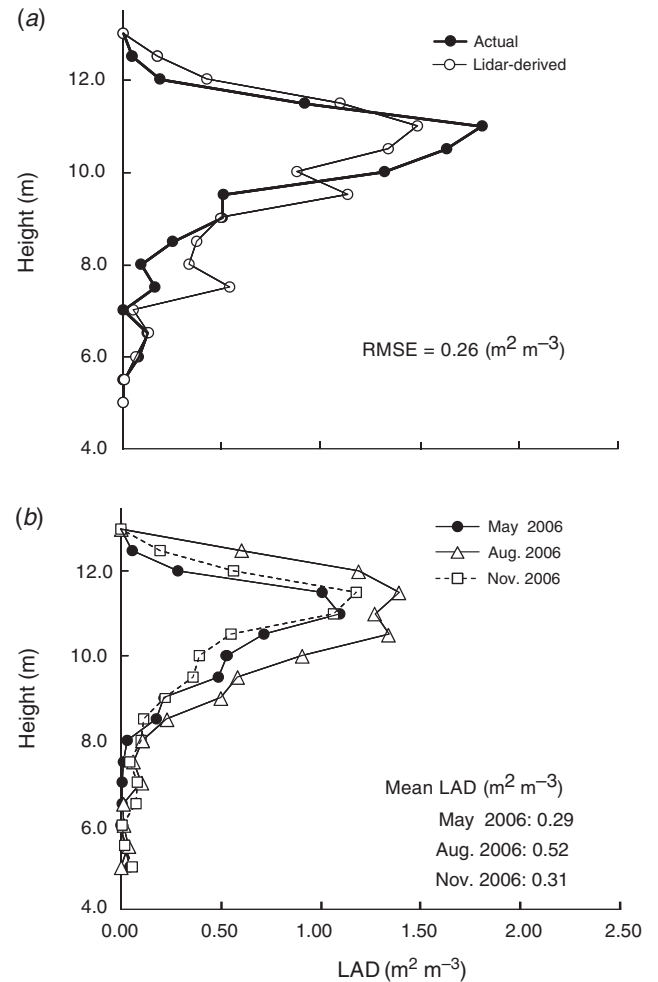 (a)
Actual
Lidar-derived
12.0
10.0
8.0
6.0
4.0
Height (m)
RMSE = 0.26 (m² m⁻³)
(b)
May 2006
Aug. 2006
Nov. 2006
12.0
10.0
8.0
6.0
4.0
Height (m)
Mean LAD (m² m⁻³)
May 2006: 0.29
Aug. 2006: 0.52
Nov. 2006: 0.31
0.00 0.50 1.00 1.50 2.00 2.50
LAD (m² m⁻³)